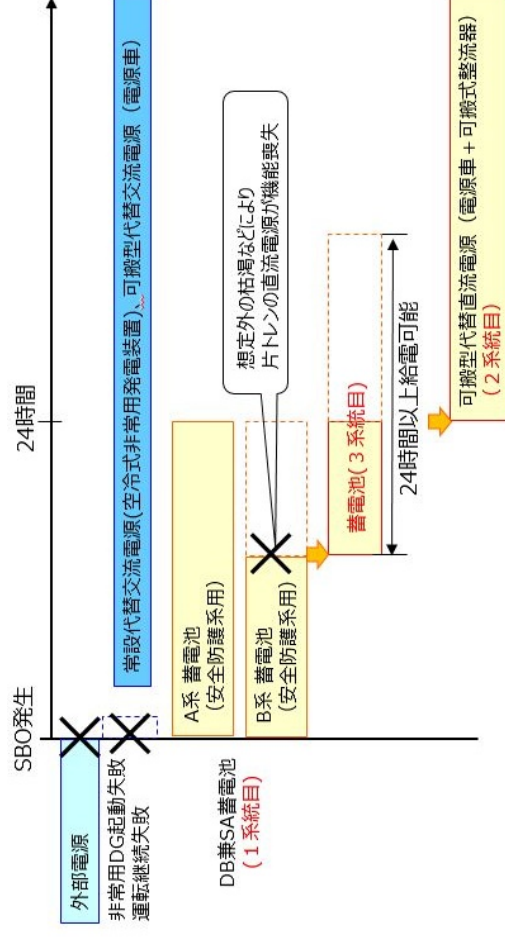 SBO発生
24時間
外部電源
非常用DG起動失敗
運転継続失敗
常設代替交流電源(空冷式非常用発電装置)、可搬型代替交流電源（電源車）
DB兼SA蓄電池
（１系統目）
A系 蓄電池
（安全防護系用）
B系 蓄電池
（安全防護系用）
想定外の枯渇などにより
片トレンの直流電源が機能喪失
蓄電池(３系統目)
24時間以上給電可能
可搬型代替直流電源（電源車＋可搬式整流器）
（２系統目）